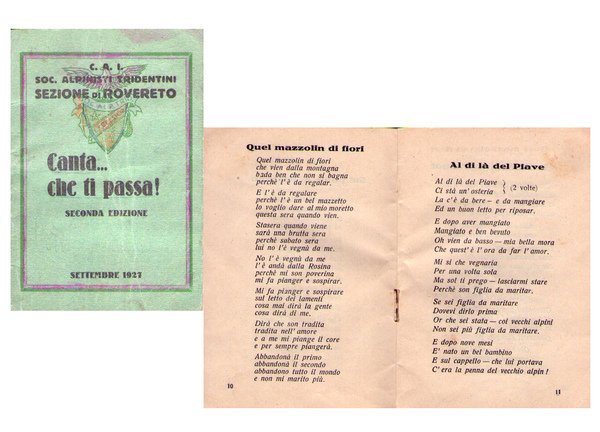 C. A. I.
SOC. ALPINISTI TRIDENTINI
SEZIONE DI ROVERETO
Canta...
che ti passa!
SECONDA EDIZIONE
SETTEMBRE 1927
Quel mazzolin di fiori
Quel mazzolin di fiori
che vien dalla montagna
bada ben che non si bagna
perchè l'è da regalar.
E l'è da regalare
perchè l'è un bel mazzetto
lo voglio dare al mio moretto
questa sera quando vien.
Stasera quando viene
sarà una brutta sera
perchè sabato sera
lui no l'è vegnù da me.
No l'è vegnù da me
l'è andà dalla Rosina
perchè mi son poverina
mi fa pianger e sospirar.
Mi fa pianger e sospirare
sul letto dei lamenti
cosa mai dirà la gente
cosa dirà di me.
Dirà che son tradita
tradita nell'amore
e a me mi piange il core
e per sempre piangerà.
Abbandonà il primo
abbandonà il secondo
abbandono tutto il mondo
e non mi marito più.
10
Al di là del Piave
Al di là del Piave
Ci stà un'osteria
(2 volte)
La c'è da bere — e da mangiare
Ed un buon letto per riposar.
E dopo aver mangiato
Mangiato e ben bevuto
Oh vien da basso — mia bella mora
Che quest'è l'ora da far l'amor.
Mi si che vegnaria
Per una volta sola
Ma sol ti prego — lasciarmi stare
Perchè son figlia da maritar.
Se sei figlia da maritare
Dovevi dirlo prima
Or che sei stata — coi vecchi alpini
Non sei più figlia da maritare.
E dopo nove mesi
E' nato un bel bambino
E sul cappello — che lui portava
C'era la penna del vecchio alpin!
11